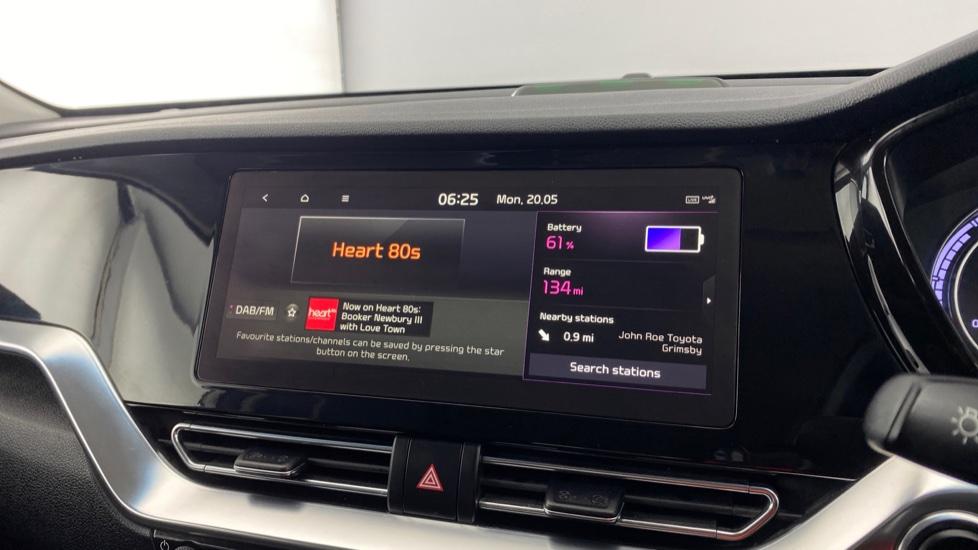 06:25 Mon, 20.05
LIVE
Heart 80s
DAB/FM
heart
Now on Heart 80s:
Booker Newbury III
with Love Town
Favourite stations/channels can be saved by pressing the star
button on the screen.
Battery
61 %
Range
134 mi
Nearby stations
0.9 mi
John Roe Toyota
Grimsby
Search stations